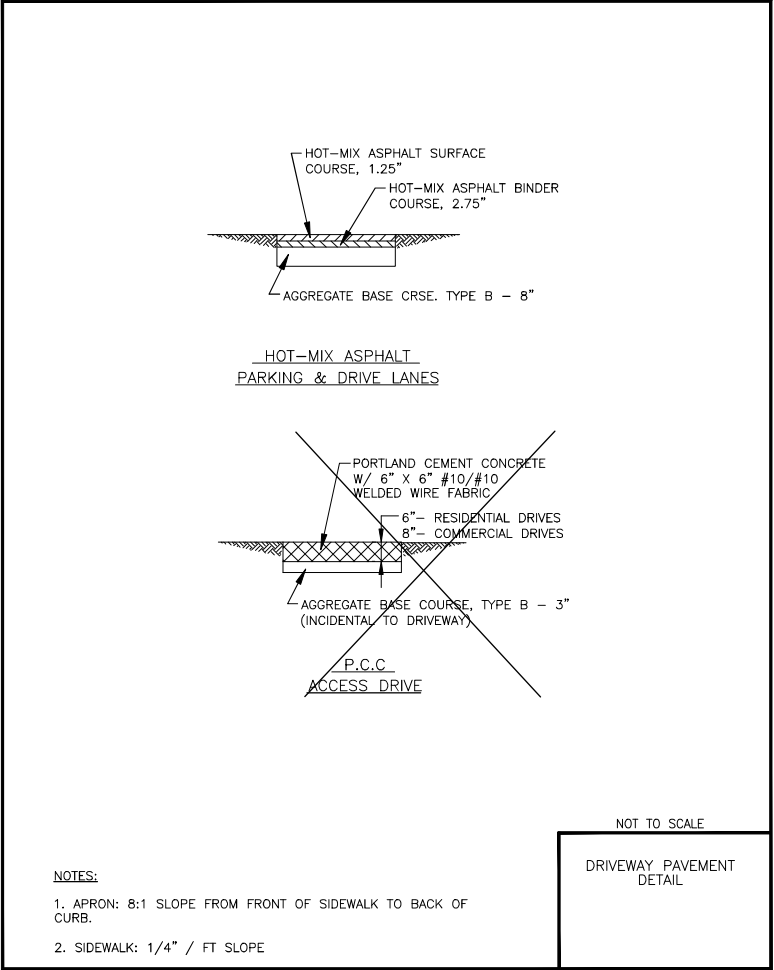 HOT-MIX ASPHALT SURFACE
COURSE, 1.25"
HOT-MIX ASPHALT BINDER
COURSE, 2.75"
AGGREGATE BASE CRSE. TYPE B - 8"
HOT-MIX ASPHALT
PARKING & DRIVE LANES
PORTLAND CEMENT CONCRETE
W/ 6" X 6" #10/#10
WELDED WIRE FABRIC
6"- RESIDENTIAL DRIVES
8"- COMMERCIAL DRIVES
AGGREGATE BASE COURSE, TYPE B - 3"
(INCIDENTAL TO DRIVEWAY)
P.C.C
ACCESS DRIVE
NOT TO SCALE
DRIVEWAY PAVEMENT
DETAIL
NOTES:
1. APRON: 8:1 SLOPE FROM FRONT OF SIDEWALK TO BACK OF
CURB.
2. SIDEWALK: 1/4" / FT SLOPE